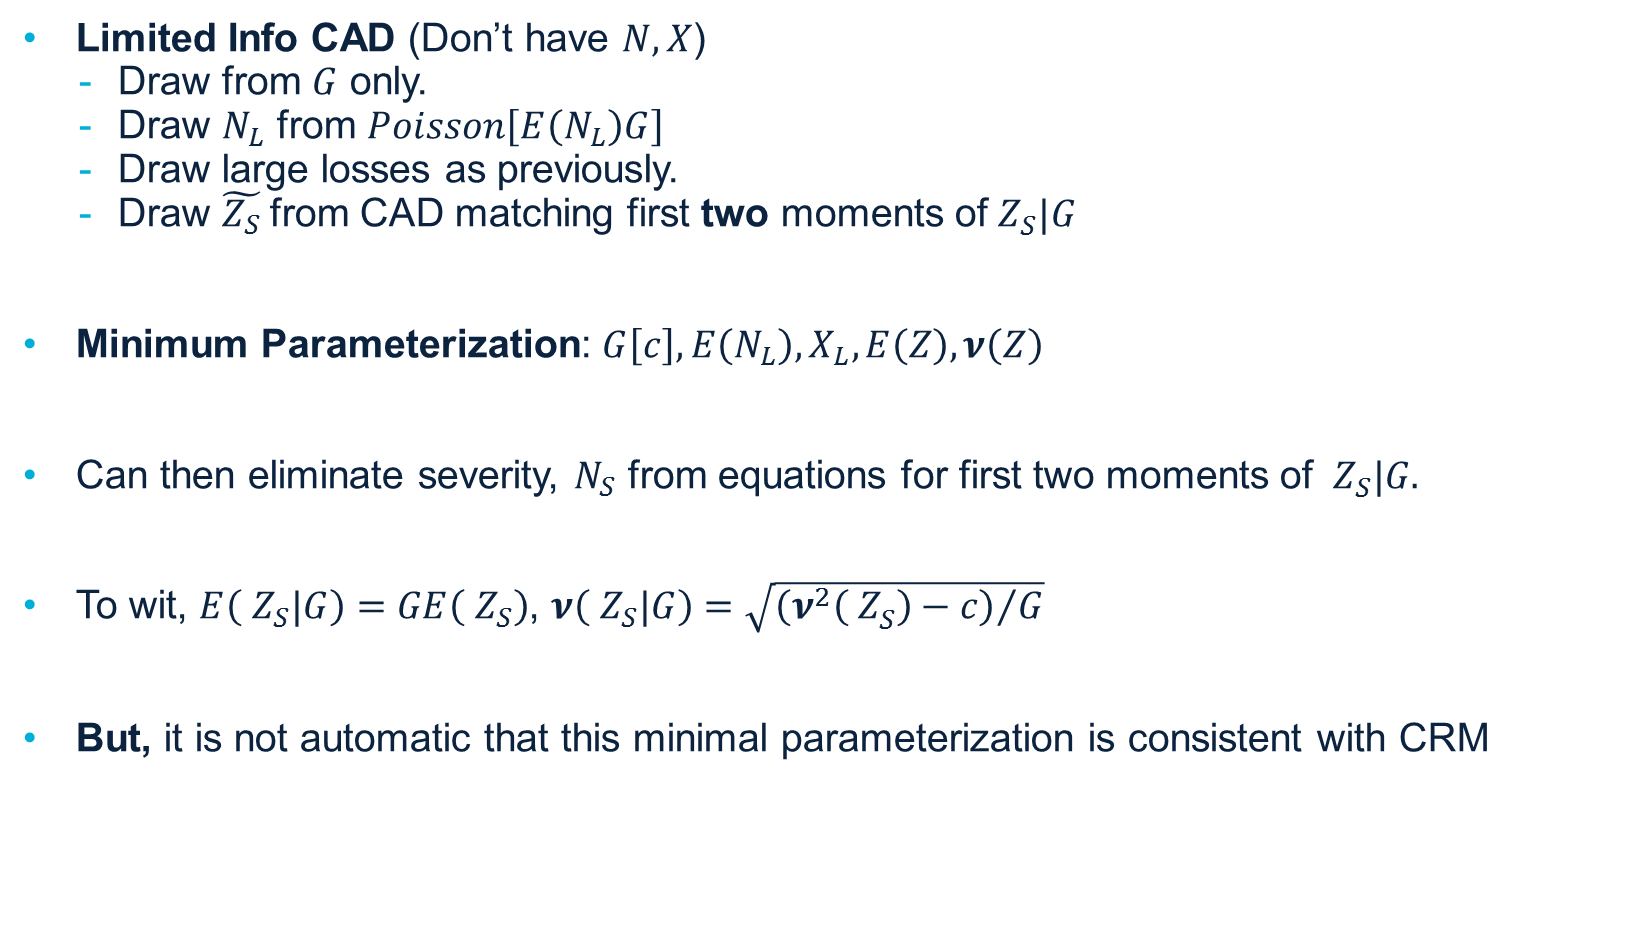 • Limited Info CAD (Don’t have N, X)
- Draw from G only.
- Draw N_L from Poisson[E(N_L)G]
- Draw large losses as previously.
- Draw \widetilde{Z_S} from CAD matching first two moments of Z_S|G
• Minimum Parameterization: G[c], E(N_L), X_L, E(Z), ν(Z)
• Can then eliminate severity, N_S from equations for first two moments of Z_S|G.
• To wit, E( Z_S|G) = GE( Z_S), ν( Z_S|G) = √((ν²( Z_S) − c)/G)
• But, it is not automatic that this minimal parameterization is consistent with CRM